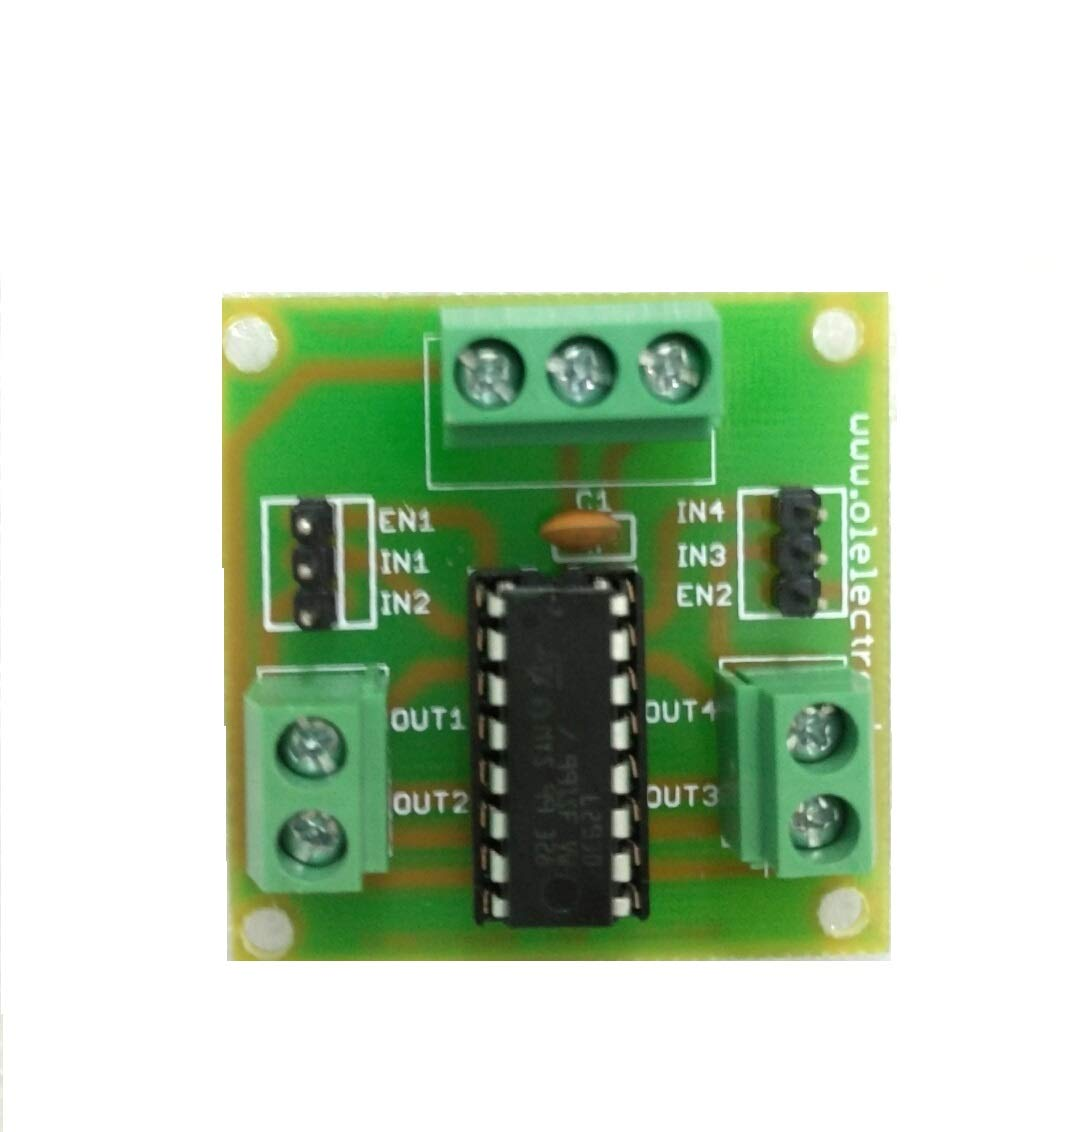 C1
EN1
IN1
IN2
IN4
IN3
EN2
OUT1
OUT2
OUT4
OUT3
www.olelectr